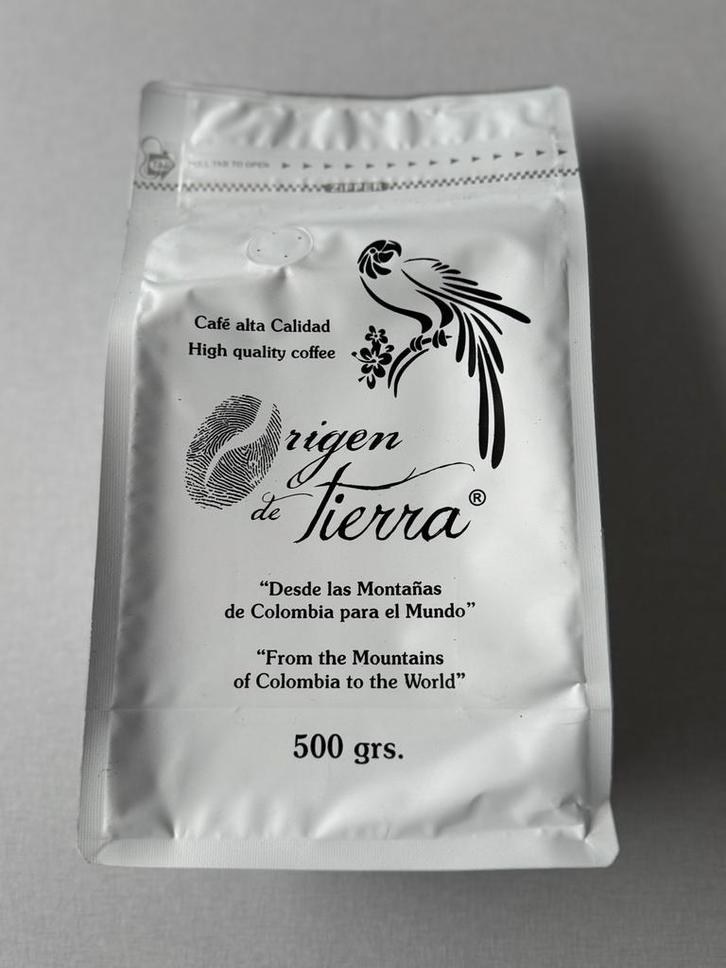 PULL TAB TO OPEN
ZIPPER
Café alta Calidad
High quality coffee
Origen
de Tierra®
“Desde las Montañas
de Colombia para el Mundo”
“From the Mountains
of Colombia to the World”
500 grs.